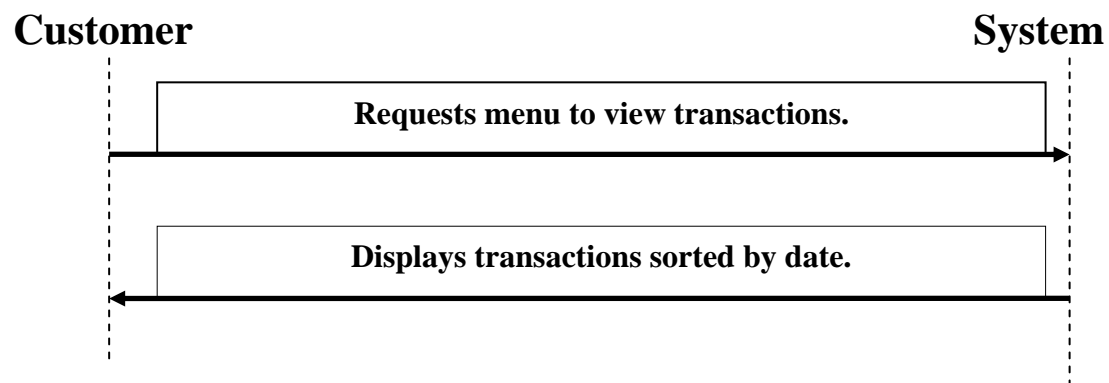 Customer
System
Requests menu to view transactions.
Displays transactions sorted by date.